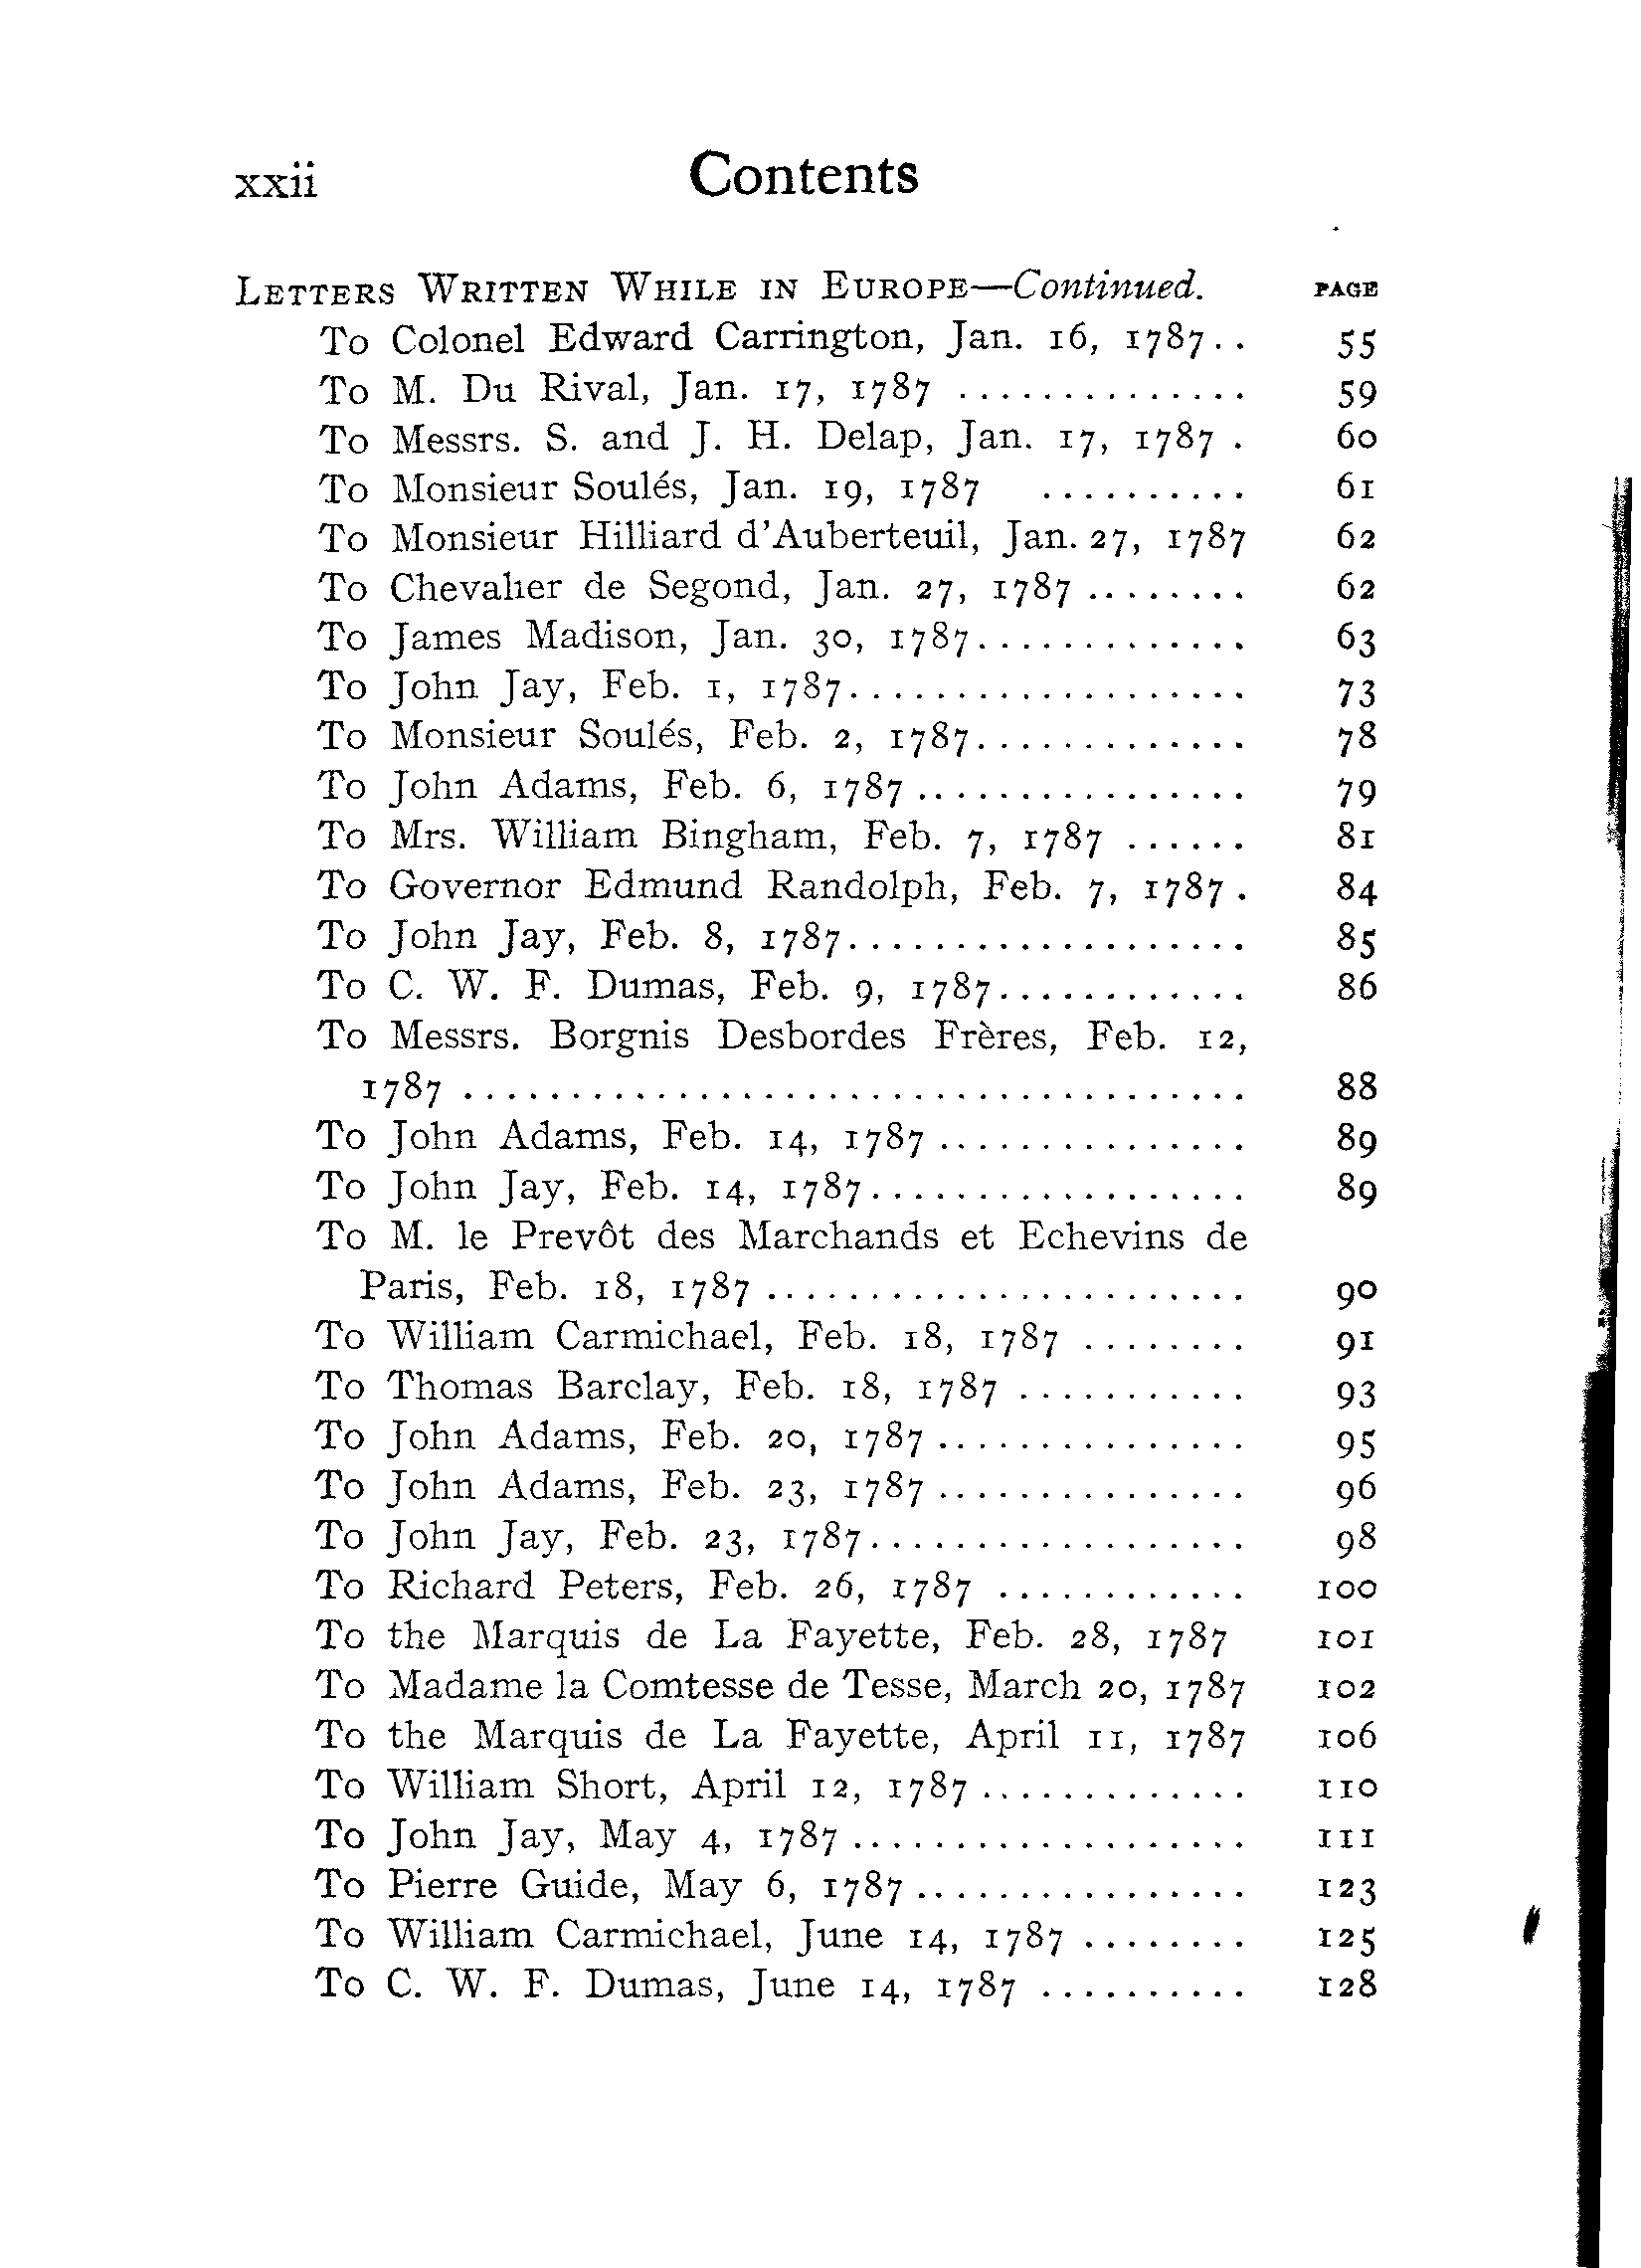 xxii Contents
LETTERS WRITTEN WHILE IN EUROPE—Continued. PAGE
To Colonel Edward Carrington, Jan. 16, 1787.. 55
To M. Du Rival, Jan. 17, 1787 .............. 59
To Messrs. S. and J. H. Delap, Jan. 17, 1787 . 60
To Monsieur Soulés, Jan. 19, 1787 .......... 61
To Monsieur Hilliard d'Auberteuil, Jan. 27, 1787 62
To Chevalier de Segond, Jan. 27, 1787 ........ 62
To James Madison, Jan. 30, 1787............. 63
To John Jay, Feb. 1, 1787................... 73
To Monsieur Soulés, Feb. 2, 1787............. 78
To John Adams, Feb. 6, 1787 ................ 79
To Mrs. William Bingham, Feb. 7, 1787 ...... 81
To Governor Edmund Randolph, Feb. 7, 1787 . 84
To John Jay, Feb. 8, 1787................... 85
To C. W. F. Dumas, Feb. 9, 1787............ 86
To Messrs. Borgnis Desbordes Frères, Feb. 12,
1787 ..................................... 88
To John Adams, Feb. 14, 1787 ............... 89
To John Jay, Feb. 14, 1787.................. 89
To M. le Prevôt des Marchands et Echevins de
Paris, Feb. 18, 1787 ....................... 90
To William Carmichael, Feb. 18, 1787 ........ 91
To Thomas Barclay, Feb. 18, 1787 ........... 93
To John Adams, Feb. 20, 1787 ............... 95
To John Adams, Feb. 23, 1787 ............... 96
To John Jay, Feb. 23, 1787.................. 98
To Richard Peters, Feb. 26, 1787 ............ 100
To the Marquis de La Fayette, Feb. 28, 1787 101
To Madame la Comtesse de Tesse, March 20, 1787 102
To the Marquis de La Fayette, April 11, 1787 106
To William Short, April 12, 1787 ............. 110
To John Jay, May 4, 1787 ................... 111
To Pierre Guide, May 6, 1787 ................ 123
To William Carmichael, June 14, 1787 ........ 125
To C. W. F. Dumas, June 14, 1787 .......... 128